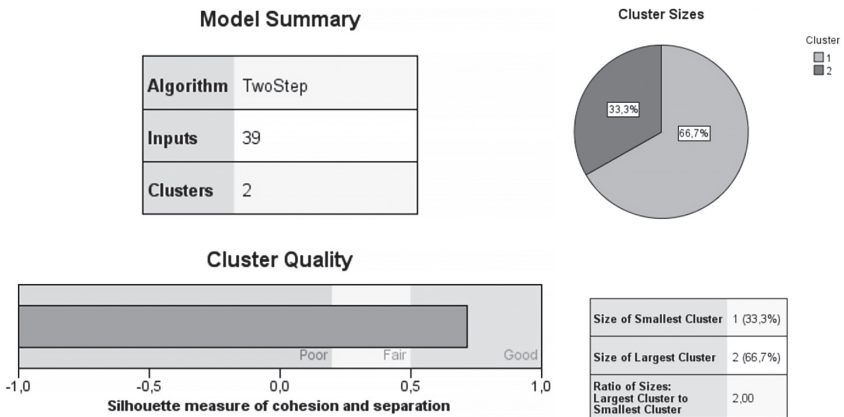 Model Summary
Algorithm TwoStep
Inputs 39
Clusters 2
Cluster Quality
Poor Fair Good
-1,0 -0,5 0,0 0,5 1,0
Silhouette measure of cohesion and separation
Cluster Sizes
Cluster
1
2
33,3%
66,7%
Size of Smallest Cluster 1 (33,3%)
Size of Largest Cluster 2 (66,7%)
Ratio of Sizes:
Largest Cluster to 2,00
Smallest Cluster